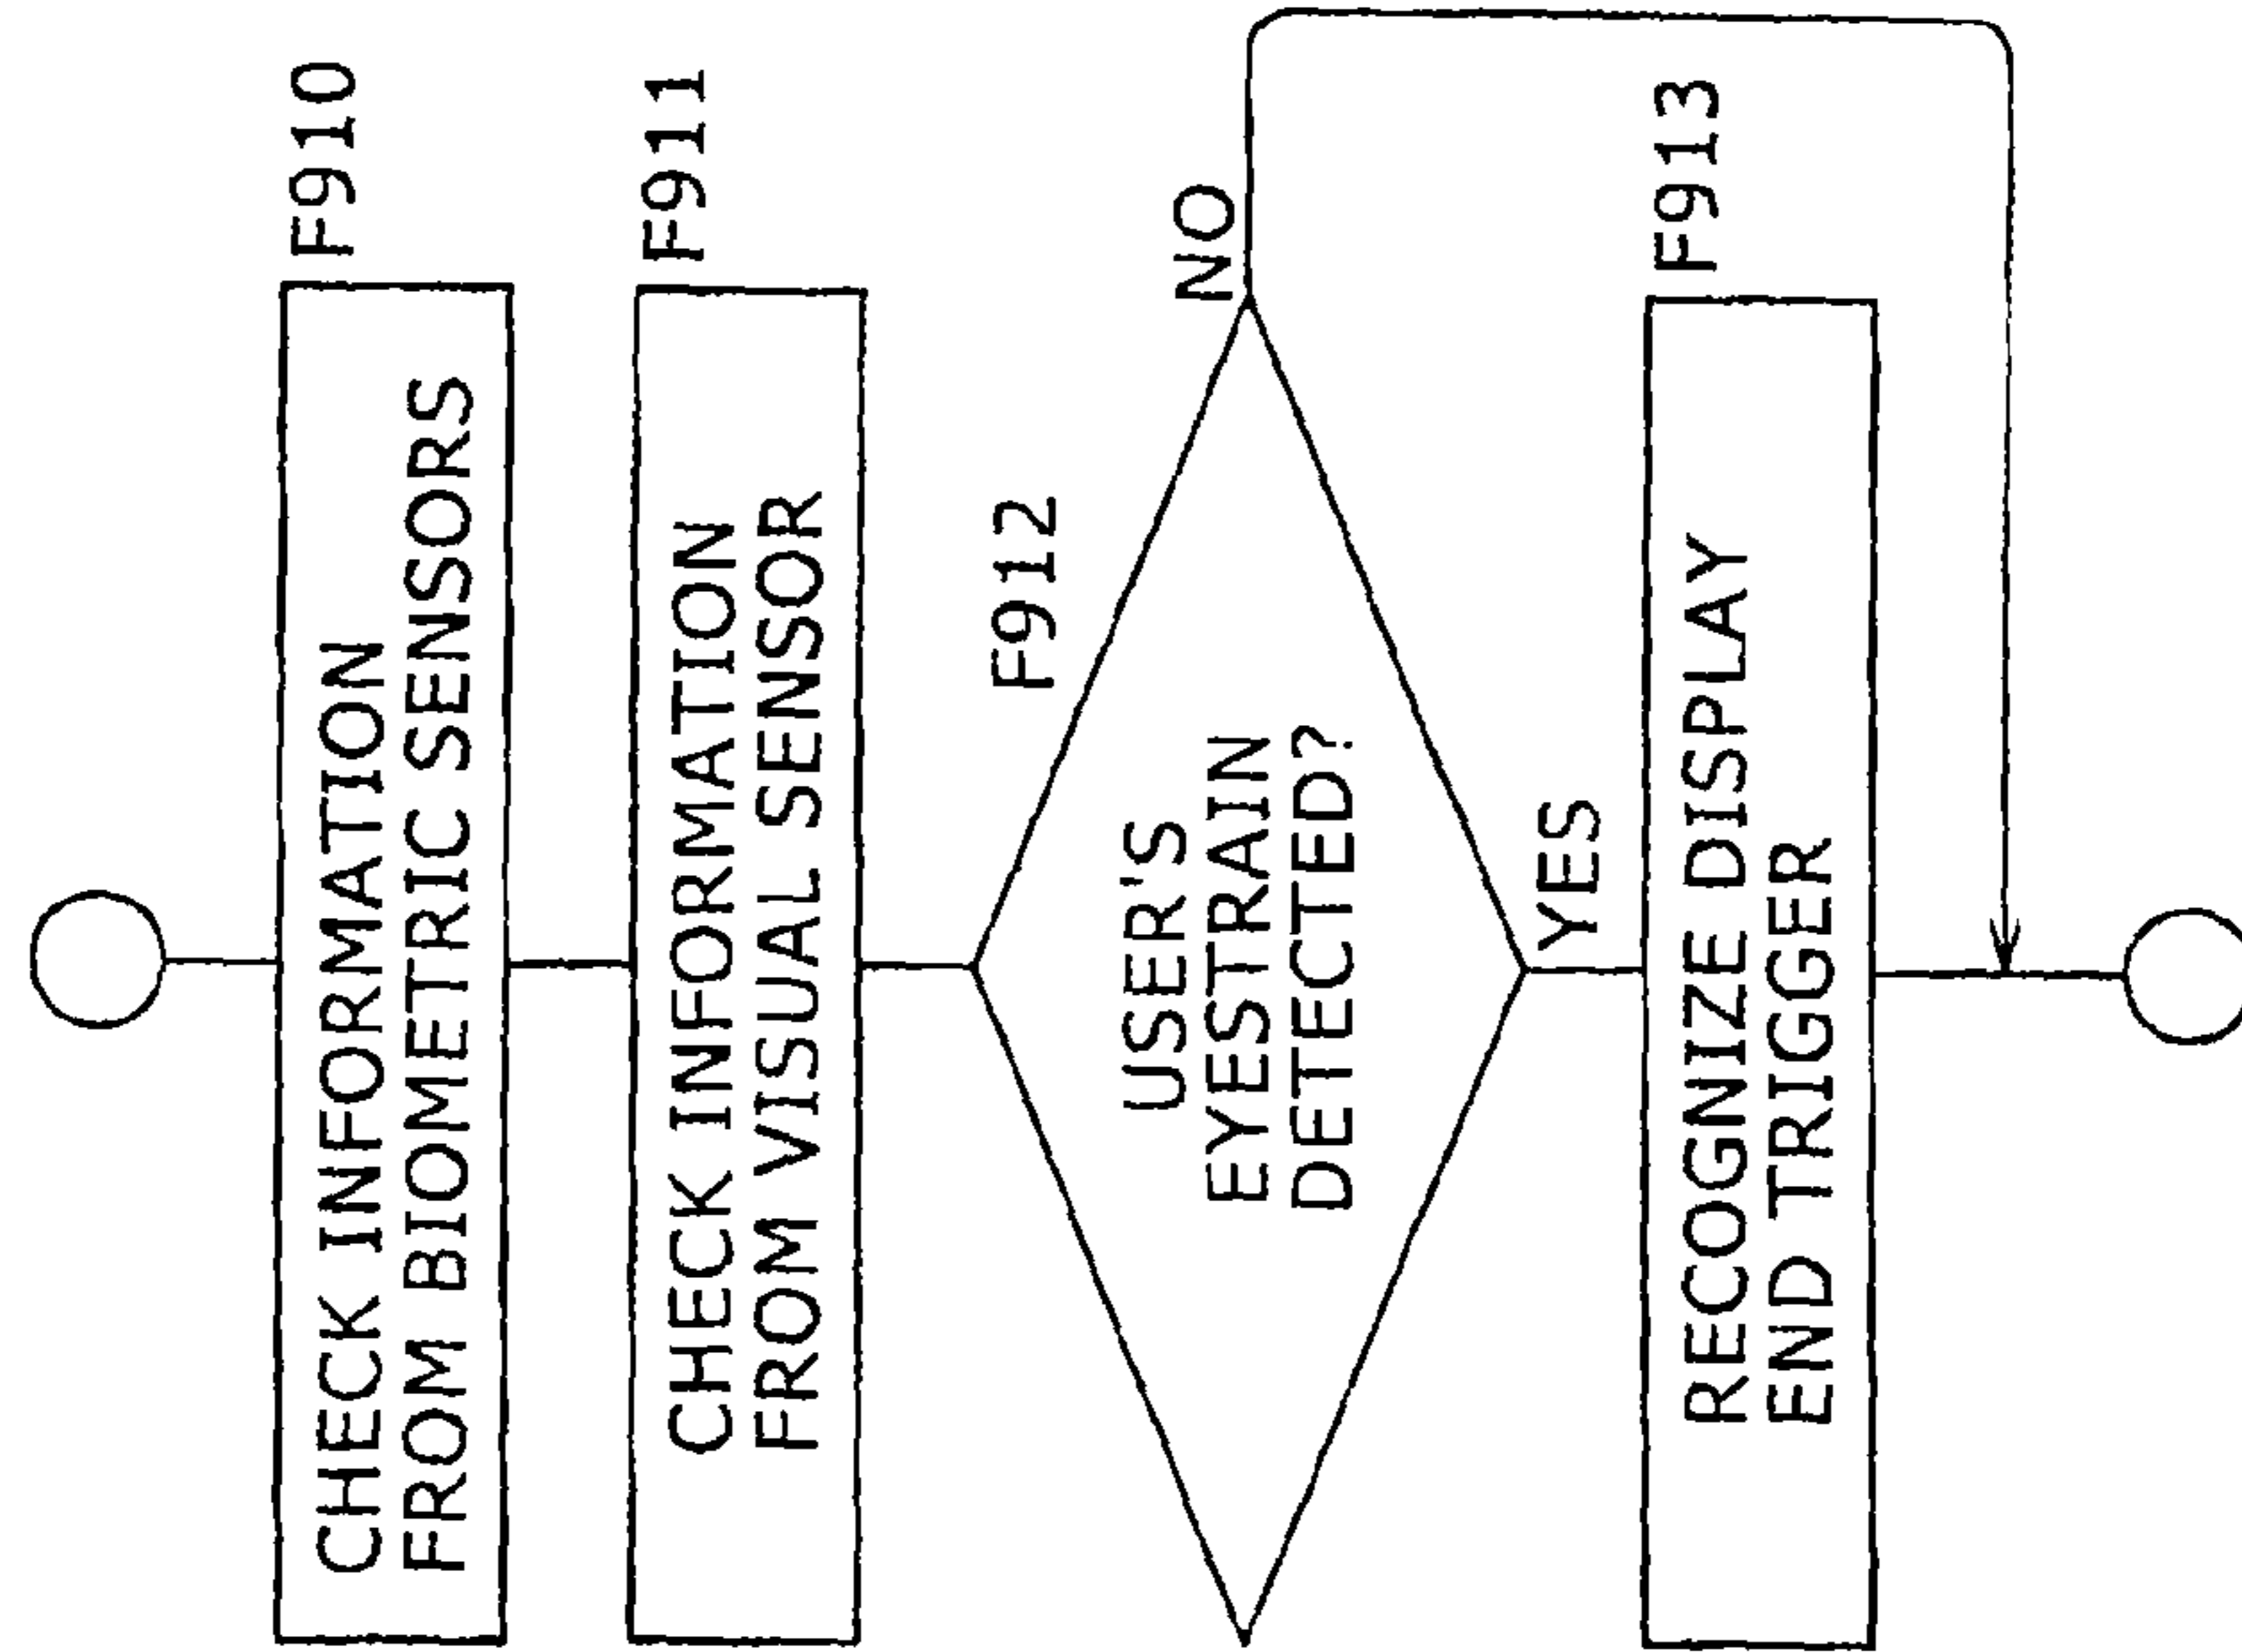 F910
CHECK INFORMATION
FROM BIOMETRIC SENSORS
F911
CHECK INFORMATION
FROM VISUAL SENSOR
F912
USER'S
EYESTRAIN
DETECTED?
NO
YES
F913
RECOGNIZE DISPLAY
END TRIGGER